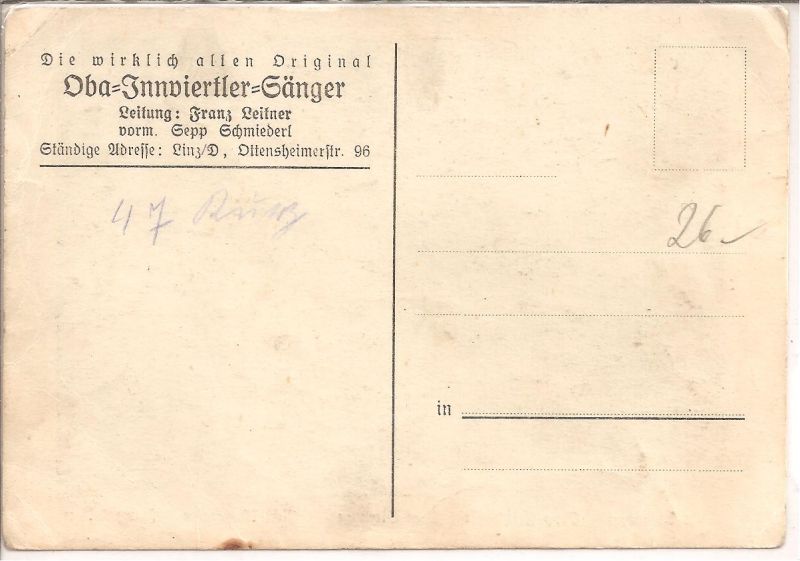 Die wirklich alten Original
Oba=Innviertler=Sänger
Leitung: Franz Leitner
vorm. Sepp Schmiederl
Ständige Adresse: Linz/D, Ottensheimerstr. 96
47
26.-
in